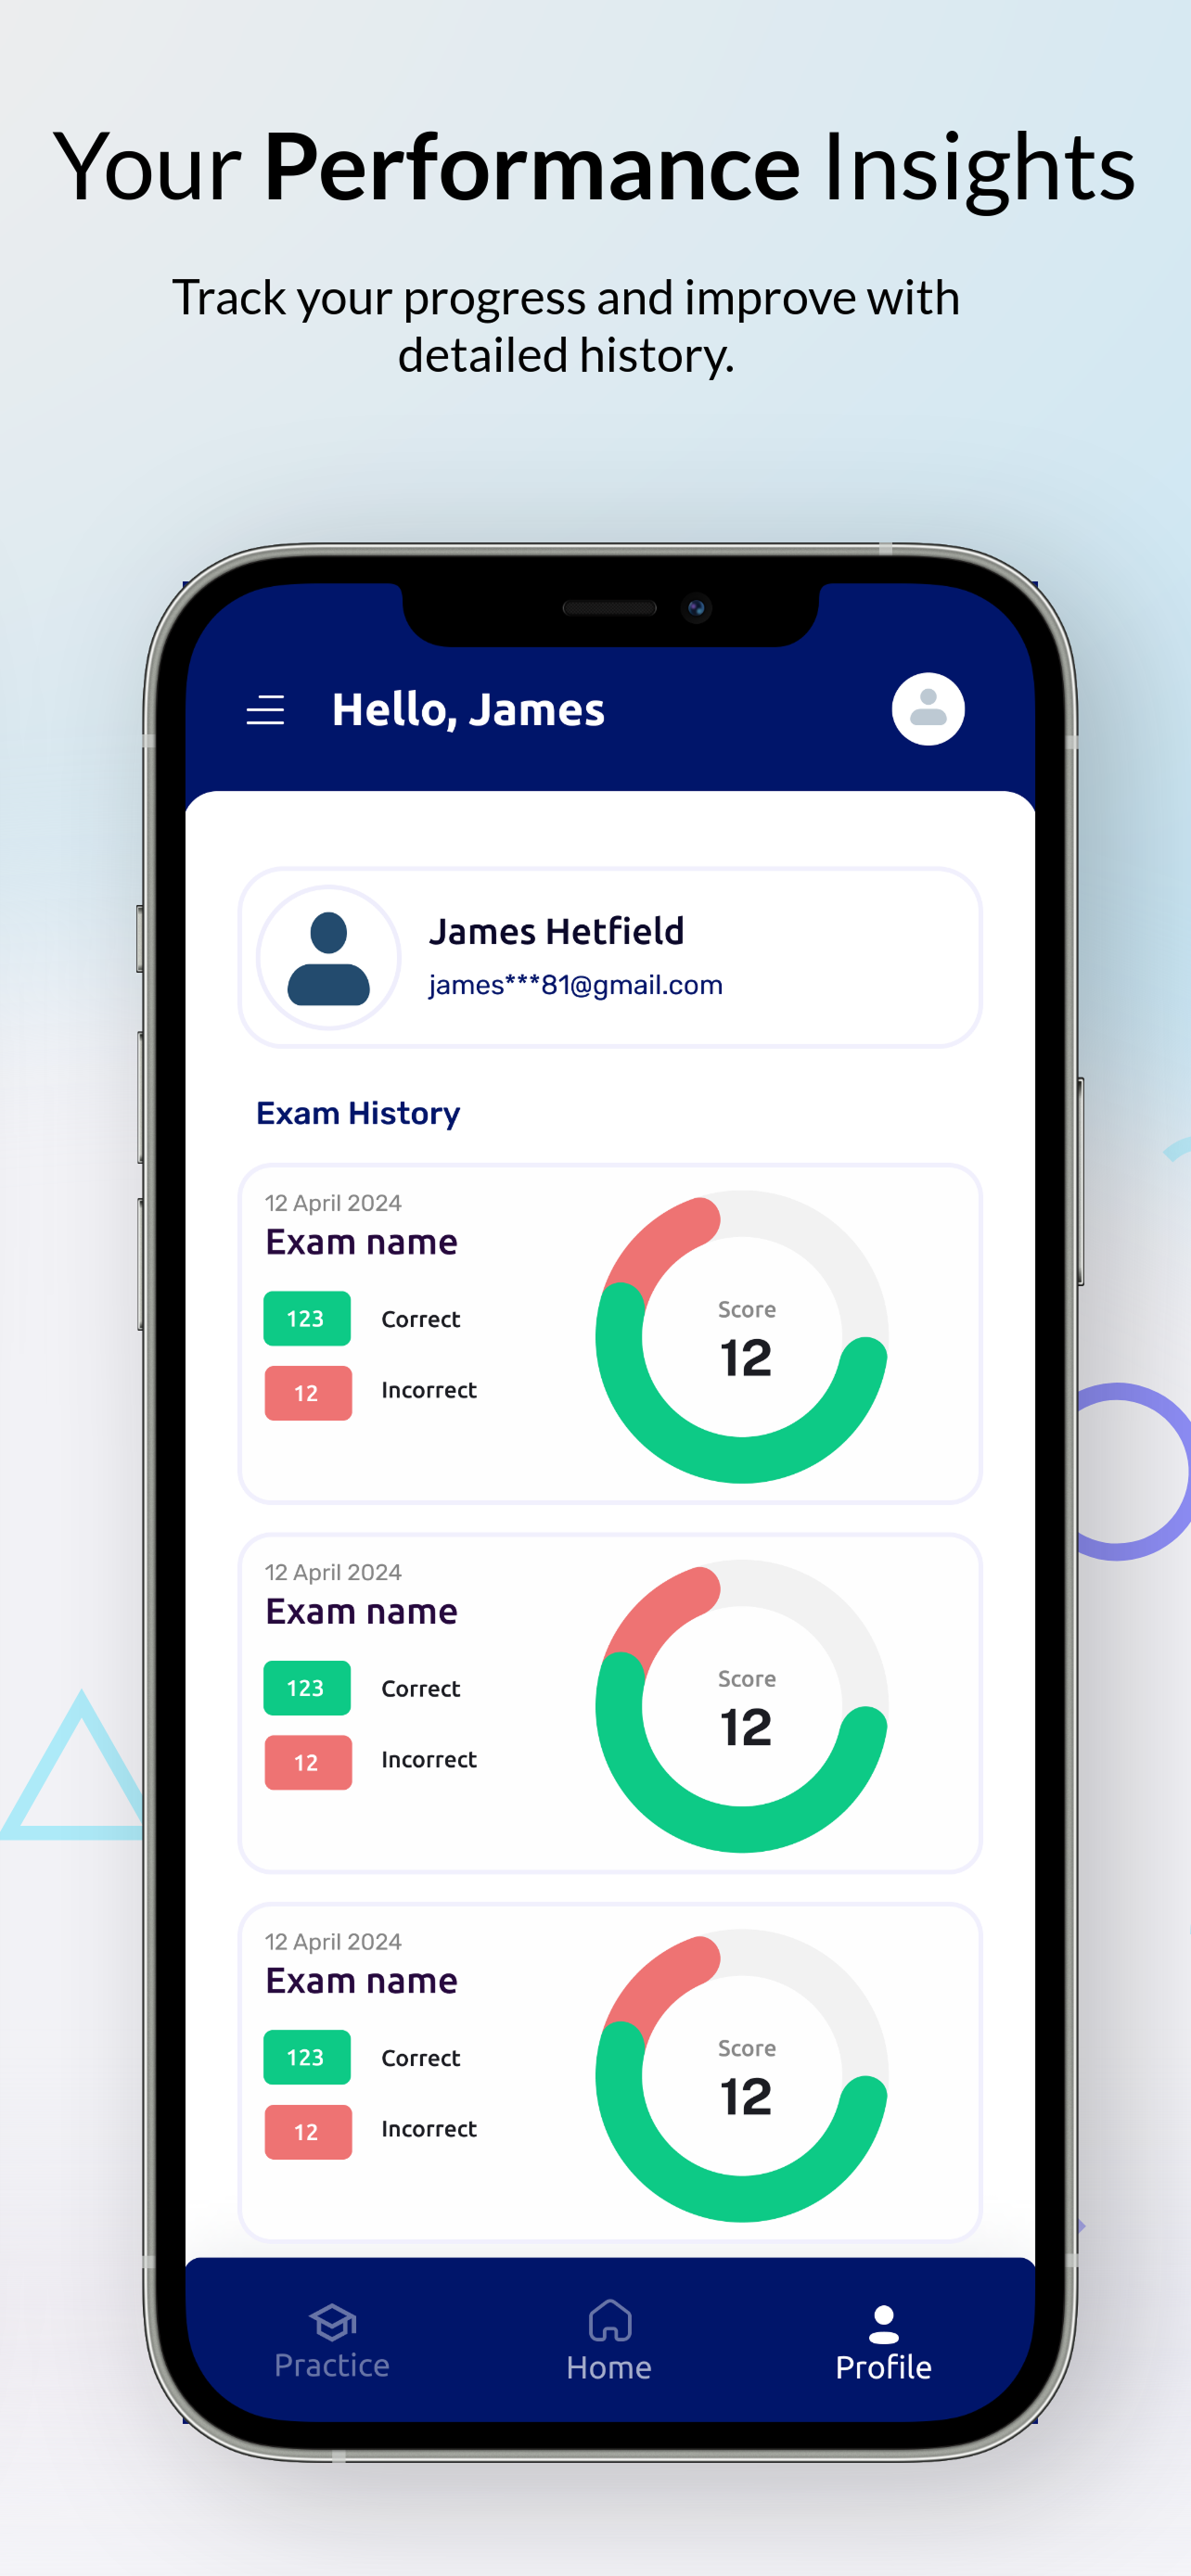 Your Performance Insights
Track your progress and improve with
detailed history.
Hello, James
James Hetfield
james***81@gmail.com
Exam History
12 April 2024
Exam name
123 Correct
12 Incorrect
Score
12
12 April 2024
Exam name
123 Correct
12 Incorrect
Score
12
12 April 2024
Exam name
123 Correct
12 Incorrect
Score
12
Practice Home Profile